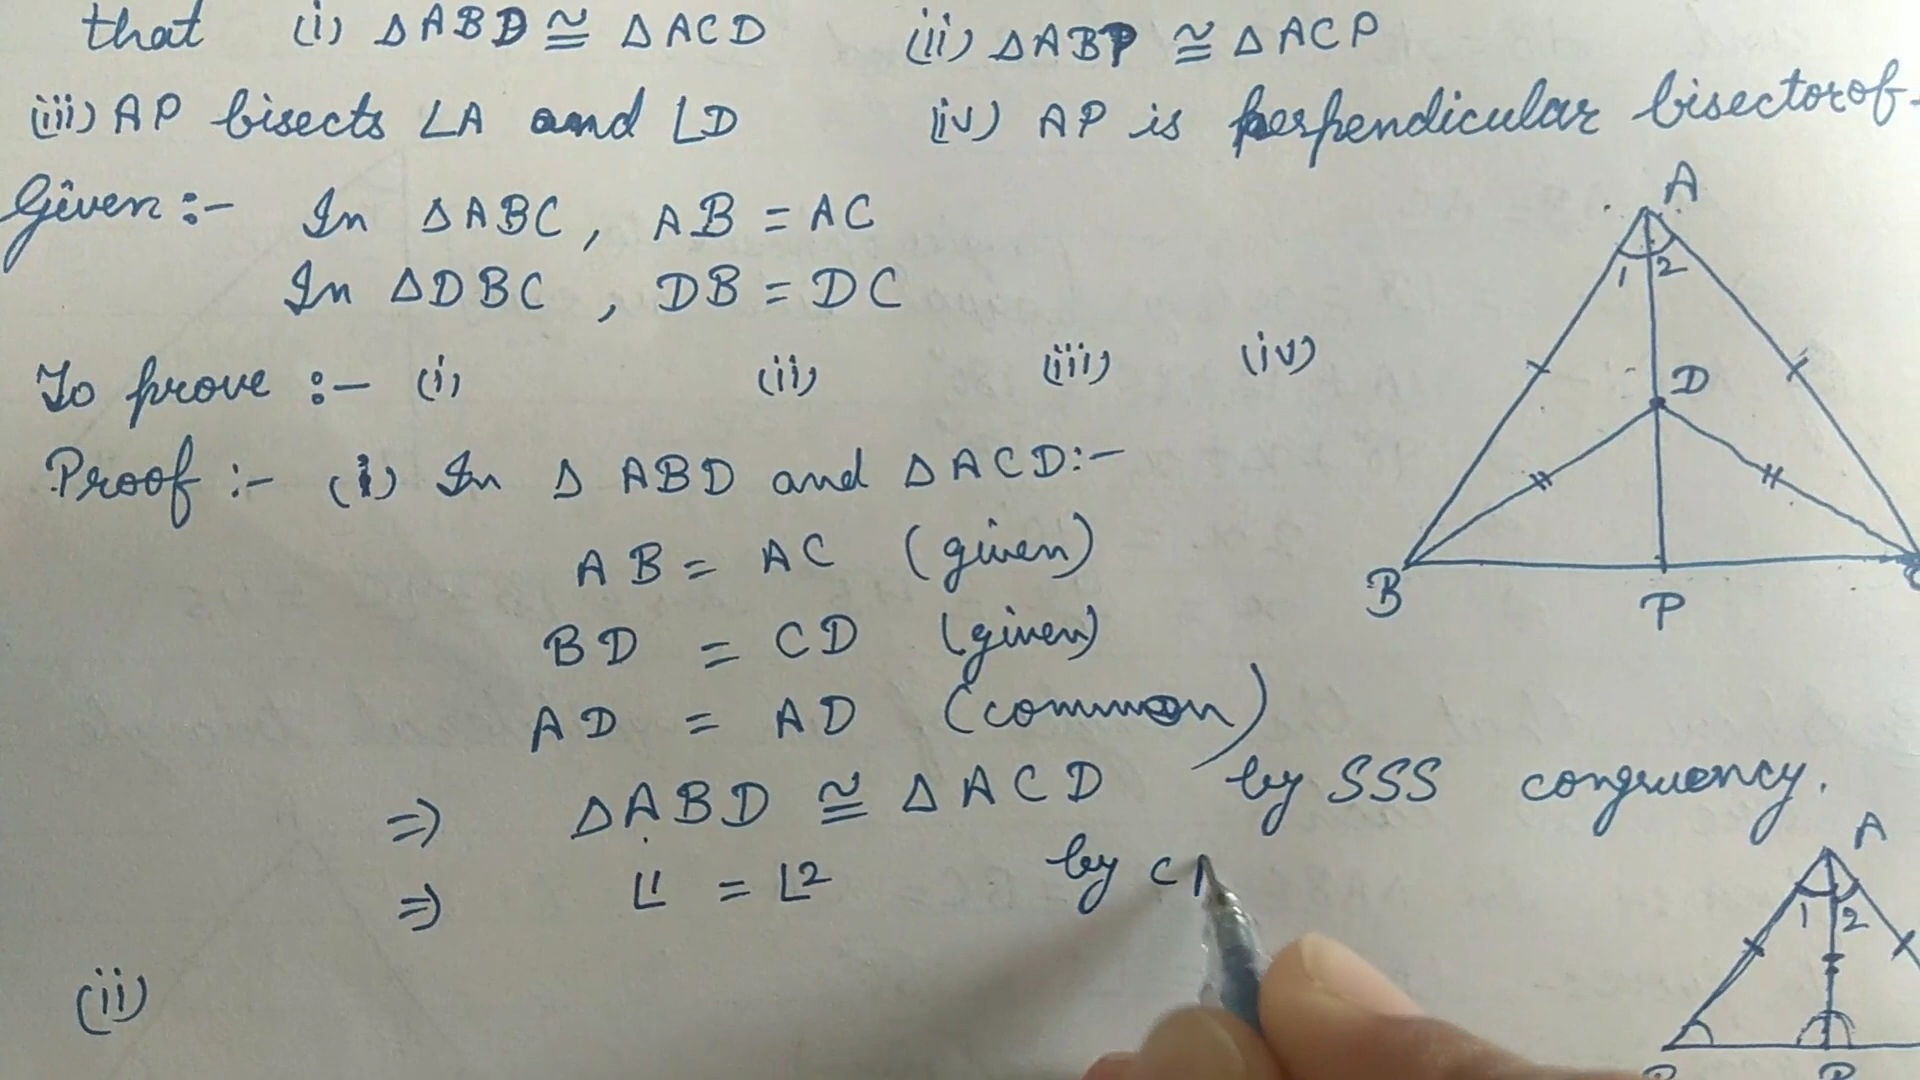 that (i) ΔABD ≅ ΔACD (ii) ΔABP ≅ ΔACP
(iii) AP bisects ∠A and ∠D (iv) AP is perpendicular bisector of
Given :- In ΔABC, AB = AC
In ΔDBC, DB = DC
To prove :- (i) (ii) (iii) (iv)
Proof :- (i) In Δ ABD and ΔACD:-
AB = AC (given)
BD = CD (given)
AD = AD (common)
⇒ ΔABD ≅ ΔACD by SSS congruency.
⇒ ∠1 = ∠2 by C
(ii)
A
1 2
D
B P
A
1 2